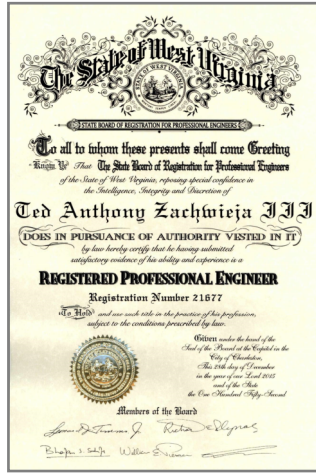 The State of West Virginia
STATE OF WEST VIRGINIA
STATE BOARD OF REGISTRATION FOR PROFESSIONAL ENGINEERS
To all to whom these presents shall come Greeting
Know Ye That The State Board of Registration for Professional Engineers
of the State of West Virginia, reposing special confidence in
the Intelligence, Integrity and Discretion of
Ted Anthony Zachwieja III
DOES IN PURSUANCE OF AUTHORITY VESTED IN IT
by law hereby certify that he having submitted
satisfactory evidence of his ability and experience is a
REGISTERED PROFESSIONAL ENGINEER
Registration Number 21677
To Hold and use such title in the practice of his profession,
subject to the conditions prescribed by law.
Given under the hand of the
Seal of the Board at the Capitol in the
City of Charleston,
This 29th day of December
in the year of our Lord 2015
and of the State
the One Hundred Fifty-Second
Members of the Board